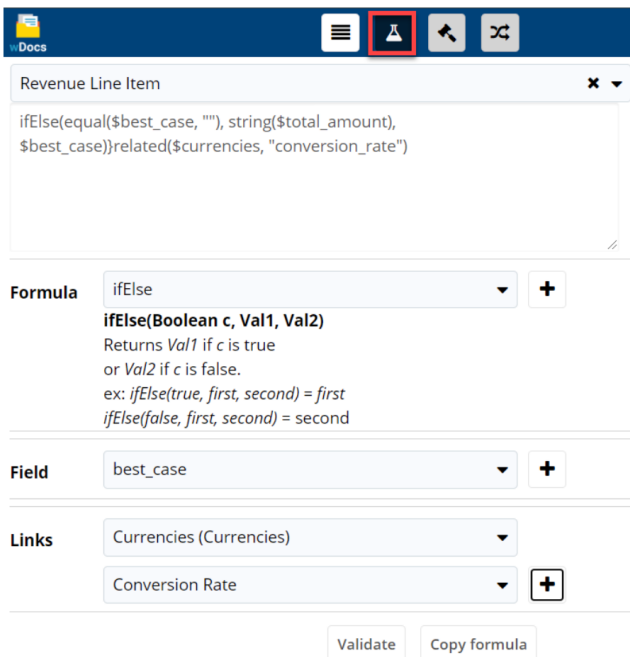 wDocs
Revenue Line Item
ifElse(equal($best_case, ""), string($total_amount),
$best_case)}related($currencies, "conversion_rate")
Formula
ifElse
ifElse(Boolean c, Val1, Val2)
Returns Val1 if c is true
or Val2 if c is false.
ex: ifElse(true, first, second) = first
ifElse(false, first, second) = second
Field
best_case
Links
Currencies (Currencies)
Conversion Rate
Validate
Copy formula